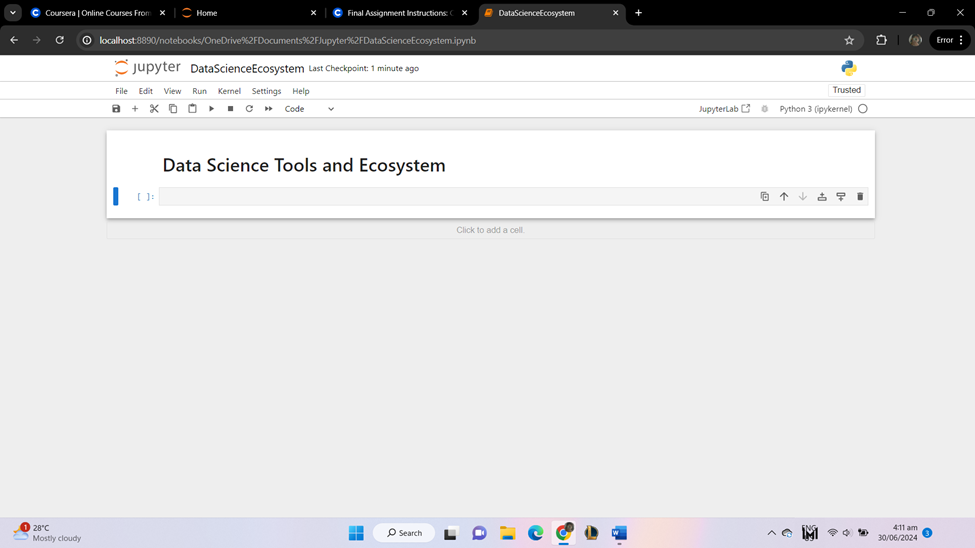 Coursera | Online Courses From
Home
Final Assignment Instructions: C
DataScienceEcosystem
localhost:8890/notebooks/OneDrive%2FDocuments%2FJupyter%2FDataScienceEcosystem.ipynb
Error
jupyter DataScienceEcosystem Last Checkpoint: 1 minute ago
File Edit View Run Kernel Settings Help
Trusted
Code
JupyterLab
Python 3 (ipykernel)
Data Science Tools and Ecosystem
[ ]:
Click to add a cell.
1
28°C
Mostly cloudy
Search
ENG
4:11 am
30/06/2024
3